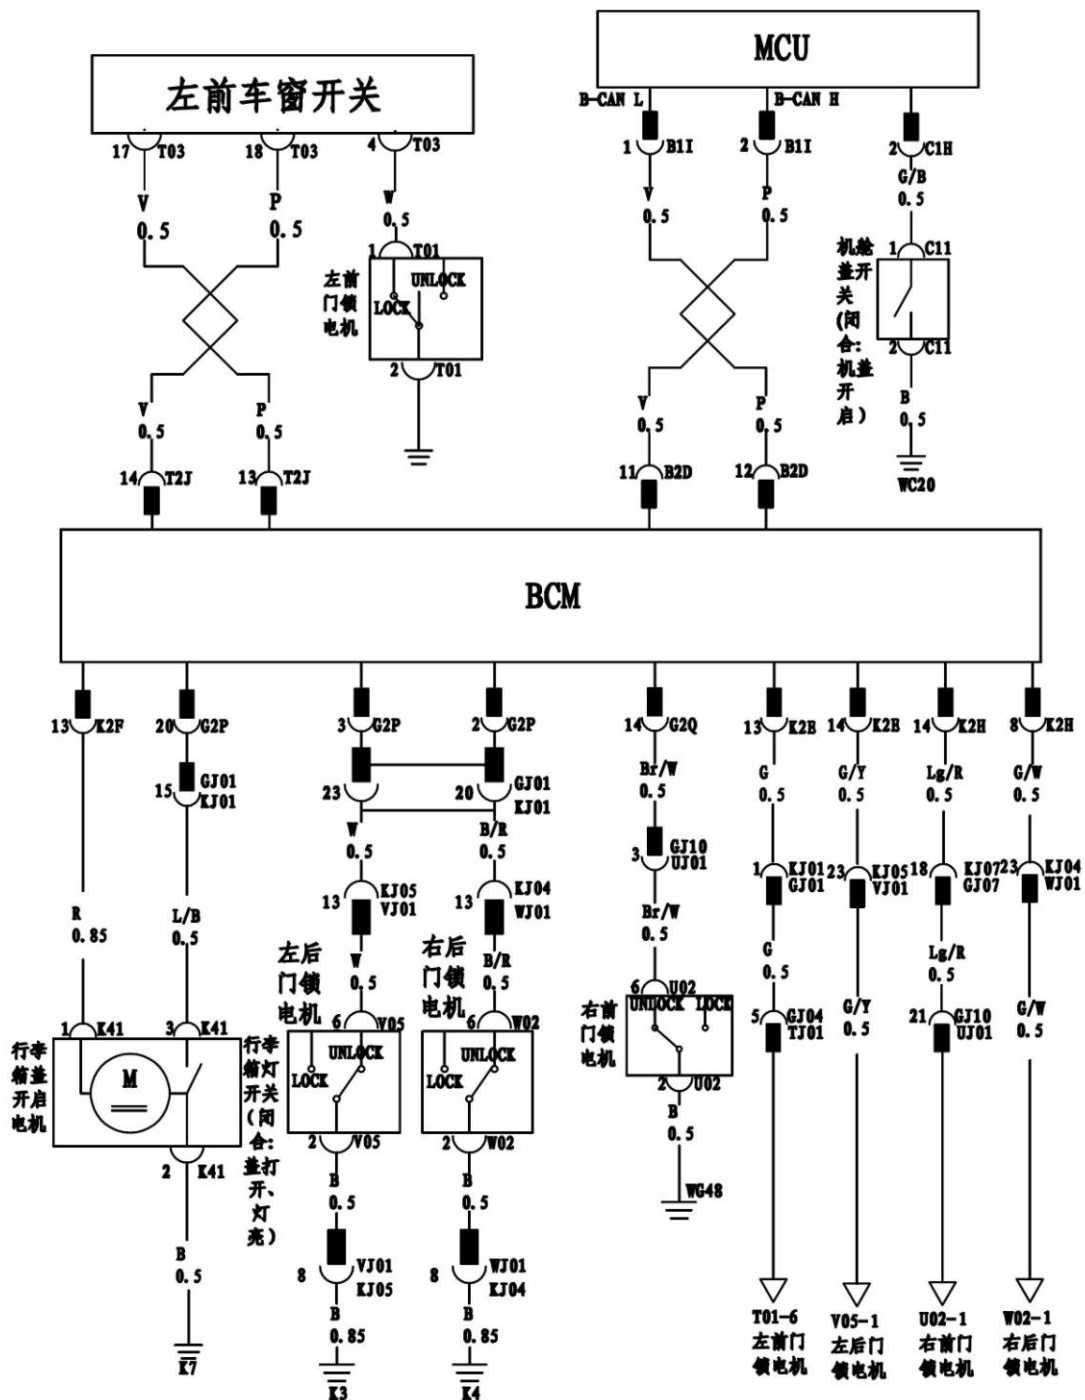 MCU
左前车窗开关
B-CAN L
B-CAN H
17 T03
18 T03
4 T03
1 B1I
2 B1I
2 C1H
V
0.5
P
0.5
W
0.5
V
0.5
P
0.5
G/B
0.5
1 T01
左前
门锁
电机
LOCK
UNLOCK
2 T01
机舱
盖开
关
(闭
合:
机盖
开
启)
1 C11
2 C11
V
0.5
P
0.5
V
0.5
P
0.5
B
0.5
14 T2J
13 T2J
11 B2D
12 B2D
WC20
BCM
13 K2F
20 G2P
3 G2P
2 G2P
14 G2Q
13 K2E
14 K2E
14 K2H
8 K2H
15
GJ01
KJ01
23
20
GJ01
KJ01
Br/W
0.5
G
0.5
G/Y
0.5
Lg/R
0.5
G/W
0.5
W
0.5
B/R
0.5
3
GJ10
UJ01
1
KJ01
GJ01
23
KJ05
VJ01
18
KJ07
GJ07
23
KJ04
WJ01
13
KJ05
VJ01
13
KJ04
WJ01
R
0.85
L/B
0.5
W
0.5
B/R
0.5
Br/W
0.5
G
0.5
Lg/R
0.5
左后
门锁
电机
右后
门锁
电机
G/Y
0.5
G/W
0.5
1 K41
3 K41
6 V05
6 W02
6 U02
5
GJ04
TJ01
21
GJ10
UJ01
行李
箱盖
开启
电机
M
行李
箱灯
开关
(闭
合:
盖打
开、
灯
亮)
LOCK
UNLOCK
LOCK
UNLOCK
右前
门锁
电机
UNLOCK LOCK
2 K41
2 V05
2 W02
2 U02
B
0.5
B
0.5
B
0.5
B
0.5
WG48
8
VJ01
KJ05
8
WJ01
KJ04
B
0.85
B
0.85
K7
K3
K4
T01-6
左前门
锁电机
V05-1
左后门
锁电机
U02-1
右前门
锁电机
W02-1
右后门
锁电机